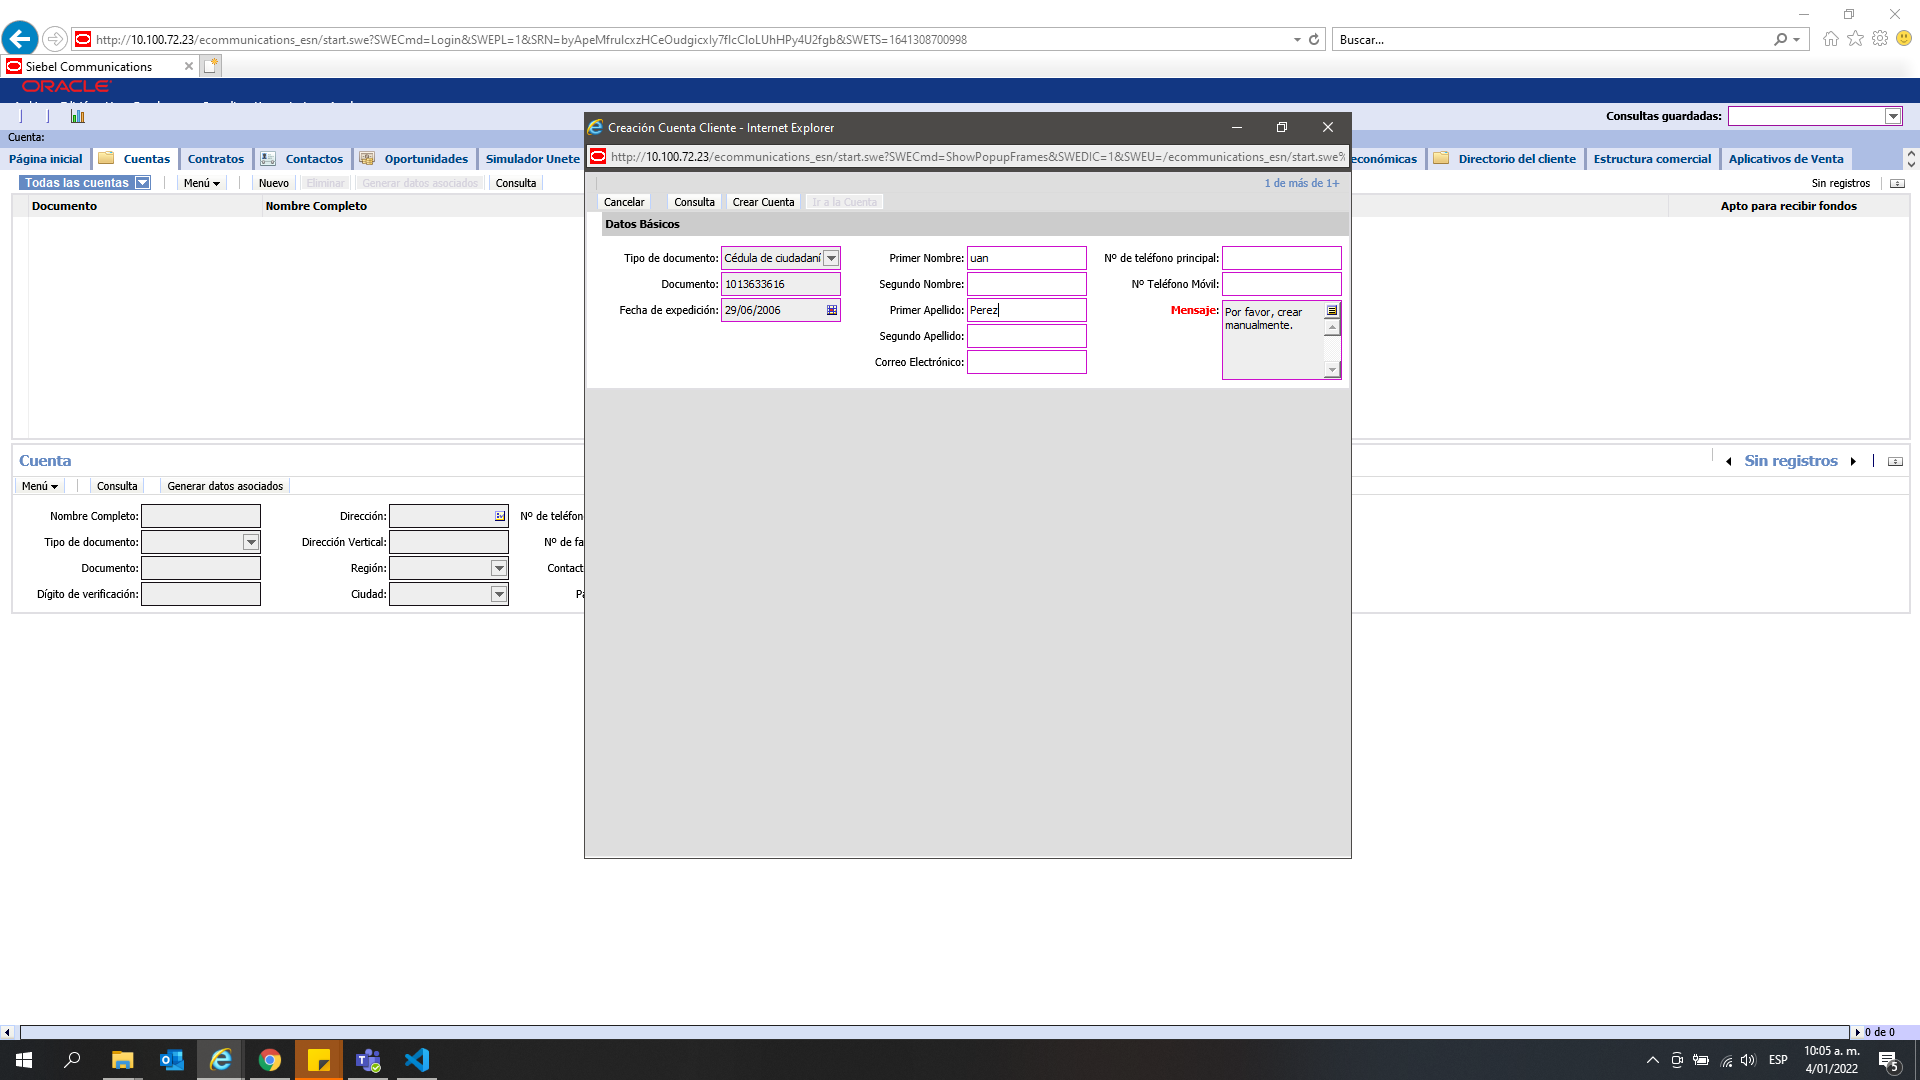 http://10.100.72.23/ecommunications_esn/start.swe?SWECmd=Login&SWEPL=1&SRN=byApeMfruIcxzHCeOudgicxIy7fIcCIoLUhHPy4U2fgb&SWETS=1641308700998
Buscar...
Siebel Communications
ORACLE
Consultas guardadas:
Cuenta:
Página inicial
Cuentas
Contratos
Contactos
Oportunidades
Simulador Unete
económicas
Directorio del cliente
Estructura comercial
Aplicativos de Venta
Todas las cuentas
Menú
Nuevo
Eliminar
Generar datos asociados
Consulta
Sin registros
Documento
Nombre Completo
Apto para recibir fondos
Creación Cuenta Cliente - Internet Explorer
http://10.100.72.23/ecommunications_esn/start.swe?SWECmd=ShowPopupFrames&SWEDIC=1&SWEU=/ecommunications_esn/start.swe%
1 de más de 1+
Cancelar
Consulta
Crear Cuenta
Ir a la Cuenta
Datos Básicos
Tipo de documento: Cédula de ciudadaní
Primer Nombre: uan
Nº de teléfono principal:
Documento: 1013633616
Segundo Nombre:
Nº Teléfono Móvil:
Fecha de expedición: 29/06/2006
Primer Apellido: Perez
Mensaje: Por favor, crear
manualmente.
Segundo Apellido:
Correo Electrónico:
Cuenta
Sin registros
Menú
Consulta
Generar datos asociados
Nombre Completo:
Dirección:
Nº de teléfon
Tipo de documento:
Dirección Vertical:
Nº de fa
Documento:
Región:
Contact
Dígito de verificación:
Ciudad:
Pa
0 de 0
ESP
10:05 a. m.
4/01/2022
5